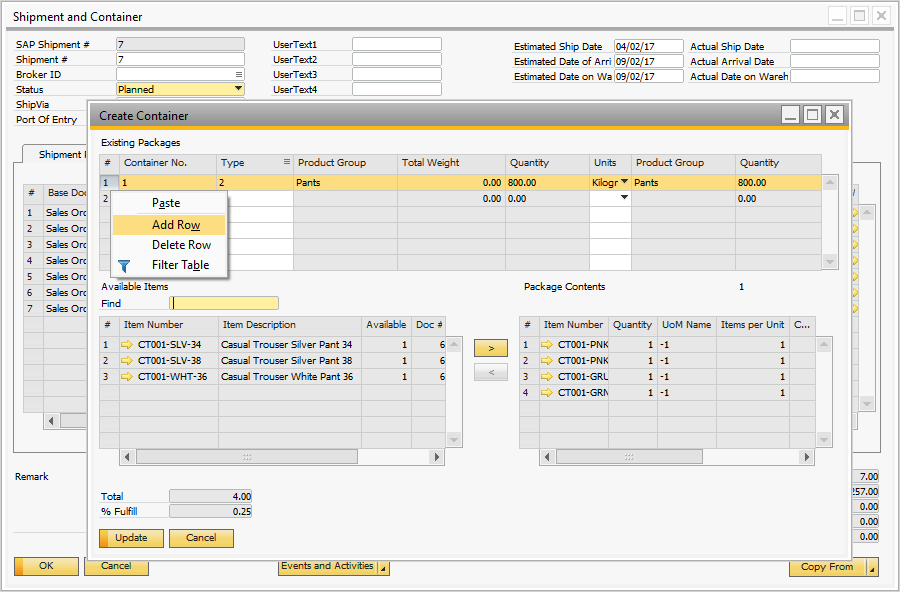 Shipment and Container
SAP Shipment # 7 UserText1 Estimated Ship Date 04/02/17 Actual Ship Date
Shipment # 7 UserText2 Estimated Date of Arri 09/02/17 Actual Arrival Date
Broker ID UserText3 Estimated Date on Wa 09/02/17 Actual Date on Wareh
Status Planned UserText4
ShipVia
Port Of Entry
Create Container
Existing Packages
# Container No. Type Product Group Total Weight Quantity Units Product Group Quantity
1 1 2 Pants 0.00 800.00 Kilogr Pants 800.00
2 0.00 0.00 0.00
Paste
Add Row
Delete Row
Filter Table
Shipment
# Base Dou
1 Sales Ord
2 Sales Ord
3 Sales Ord
4 Sales Ord
5 Sales Ord
6 Sales Ord
7 Sales Ord
Available Items Package Contents 1
Find
# Item Number Item Description Available Doc #
1 CT001-SLV-34 Casual Trouser Silver Pant 34 1 6
2 CT001-SLV-38 Casual Trouser Silver Pant 38 1 6
3 CT001-WHT-36 Casual Trouser White Pant 36 1 6
>
<
# Item Number Quantity UoM Name Items per Unit C...
1 CT001-PNK 1 -1 1
2 CT001-PNK 1 -1 1
3 CT001-GRU 1 -1 1
4 CT001-GRN 1 -1 1
Total 4.00
% Fulfill 0.25
Update Cancel
Remark
7.00
257.00
0.00
0.00
0.00
OK Cancel Events and Activities Copy From